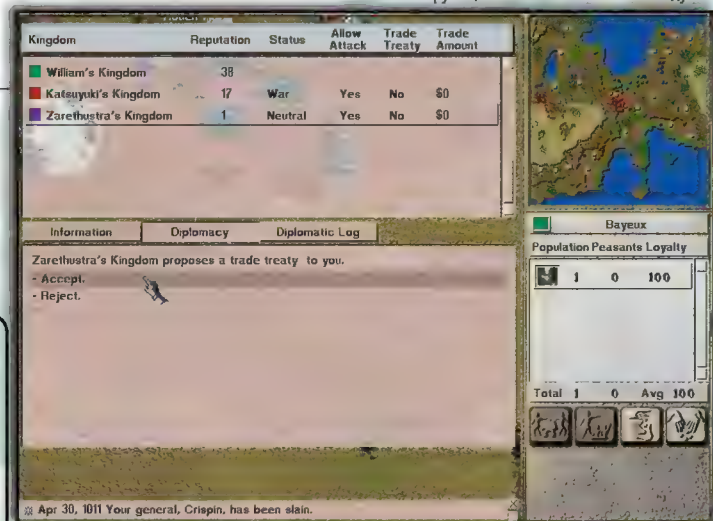 Kingdom Reputation Status Allow Attack Trade Treaty Trade Amount
William's Kingdom 38
Katsuyuki's Kingdom 17 War Yes No $0
Zarethustra's Kingdom 1 Neutral Yes No $0
Information Diplomacy Diplomatic Log
Zarethustra's Kingdom proposes a trade treaty to you.
- Accept.
- Reject.
Apr 30, 1011 Your general, Crispin, has been slain.
Bayeux
Population Peasants Loyalty
1 0 100
Total 1 0 Avg 100